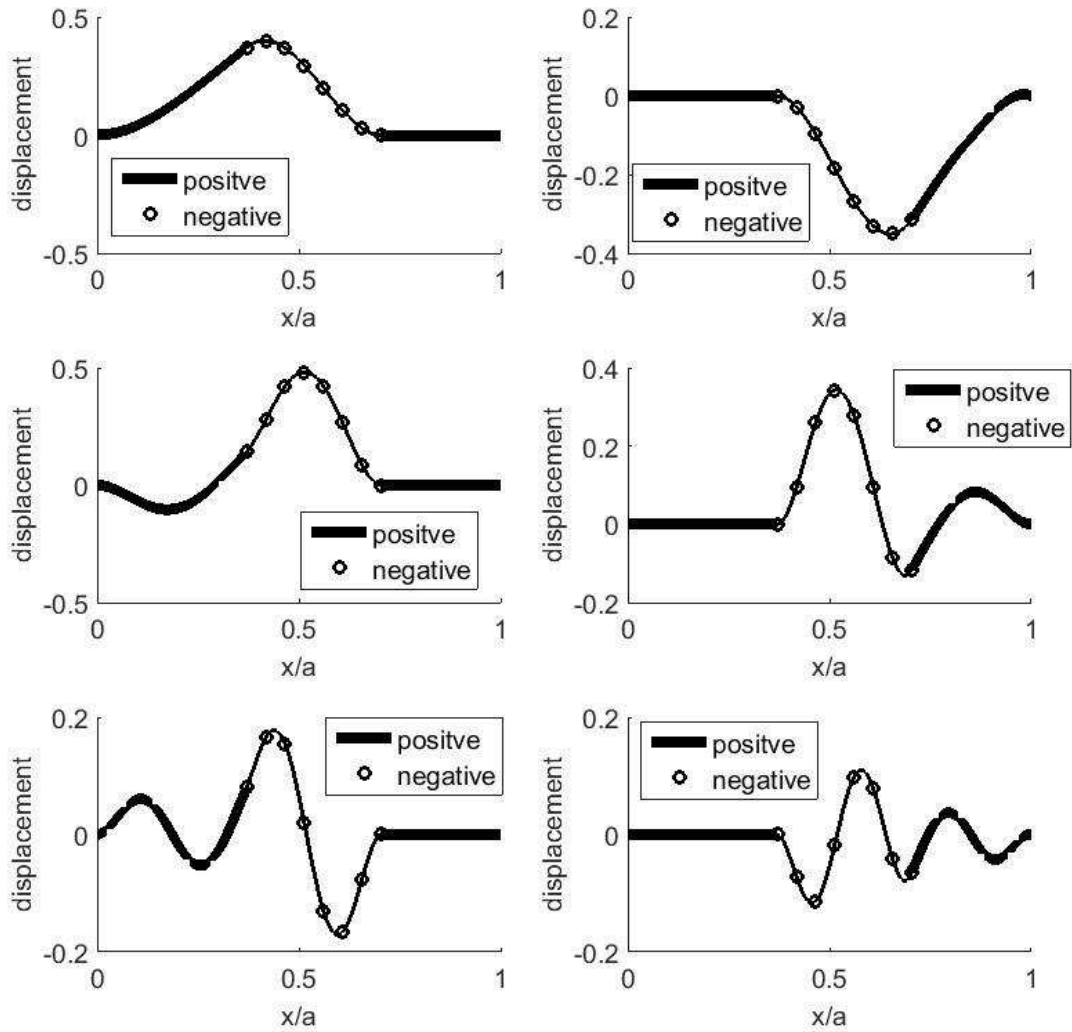 0.5
0
-0.5
displacement
positve
negative
0
0.5
1
x/a
0.2
0
-0.2
-0.4
displacement
positve
negative
0
0.5
1
x/a
0.5
0
-0.5
displacement
positve
negative
0
0.5
1
x/a
0.4
0.2
0
-0.2
displacement
positve
negative
0
0.5
1
x/a
0.2
0
-0.2
displacement
positve
negative
0
0.5
1
x/a
0.2
0
-0.2
displacement
positve
negative
0
0.5
1
x/a